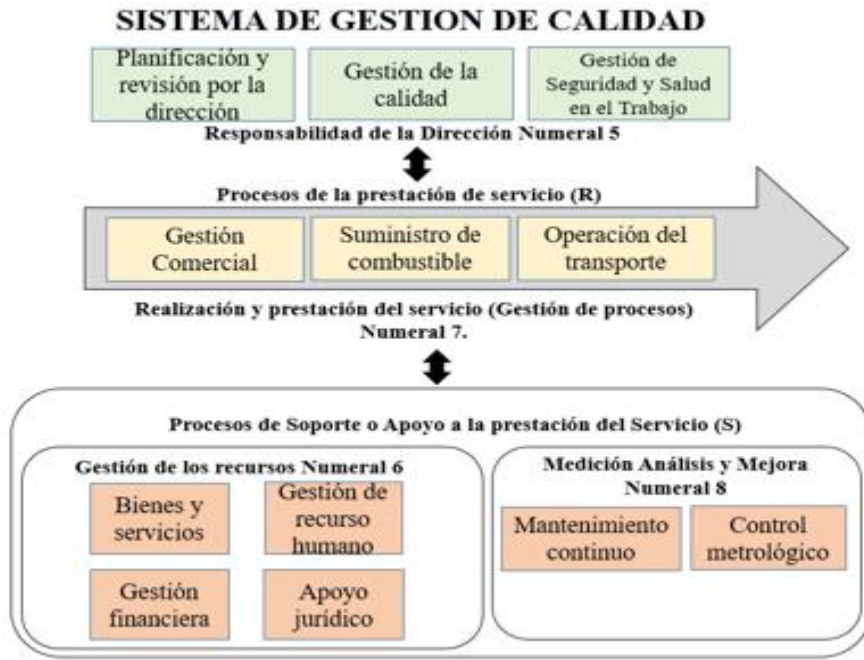 SISTEMA DE GESTION DE CALIDAD
Planificación y
revisión por la
dirección
Gestión de la
calidad
Gestión de
Seguridad y Salud
en el Trabajo
Responsabilidad de la Dirección Numeral 5
Procesos de la prestación de servicio (R)
Gestión
Comercial
Suministro de
combustible
Operación del
transporte
Realización y prestación del servicio (Gestión de procesos)
Numeral 7.
Procesos de Soporte o Apoyo a la prestación del Servicio (S)
Gestión de los recursos Numeral 6
Bienes y
servicios
Gestión de
recurso
humano
Gestión
financiera
Apoyo
jurídico
Medición Análisis y Mejora
Numeral 8
Mantenimiento
continuo
Control
metrológico